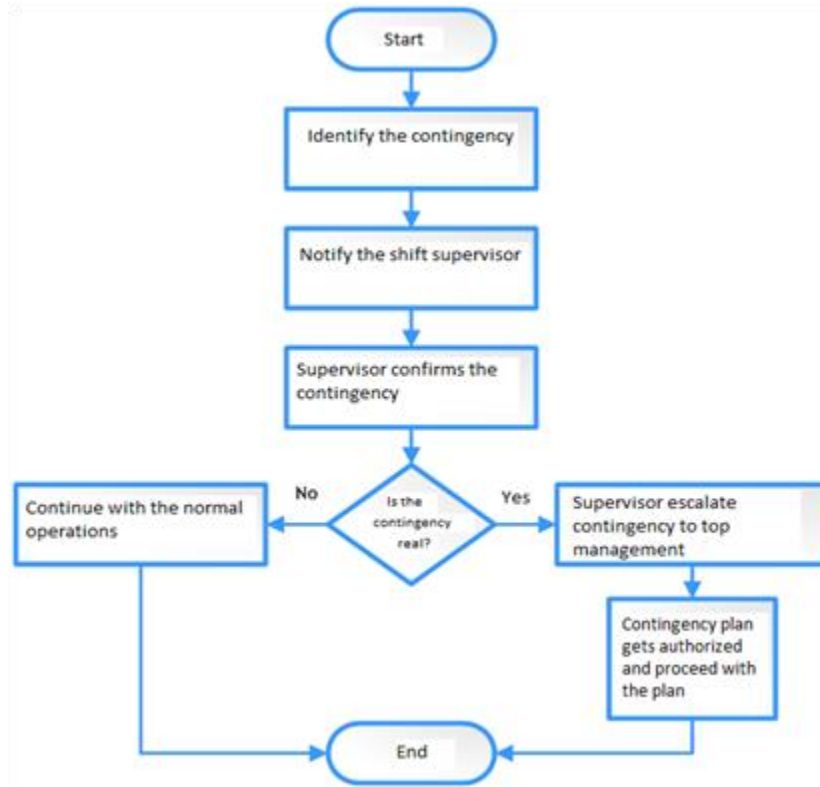 Start
Identify the contingency
Notify the shift supervisor
Supervisor confirms the
contingency
No
Is the
contingency
real?
Yes
Continue with the normal
operations
Supervisor escalate
contingency to top
management
Contingency plan
gets authorized
and proceed with
the plan
End